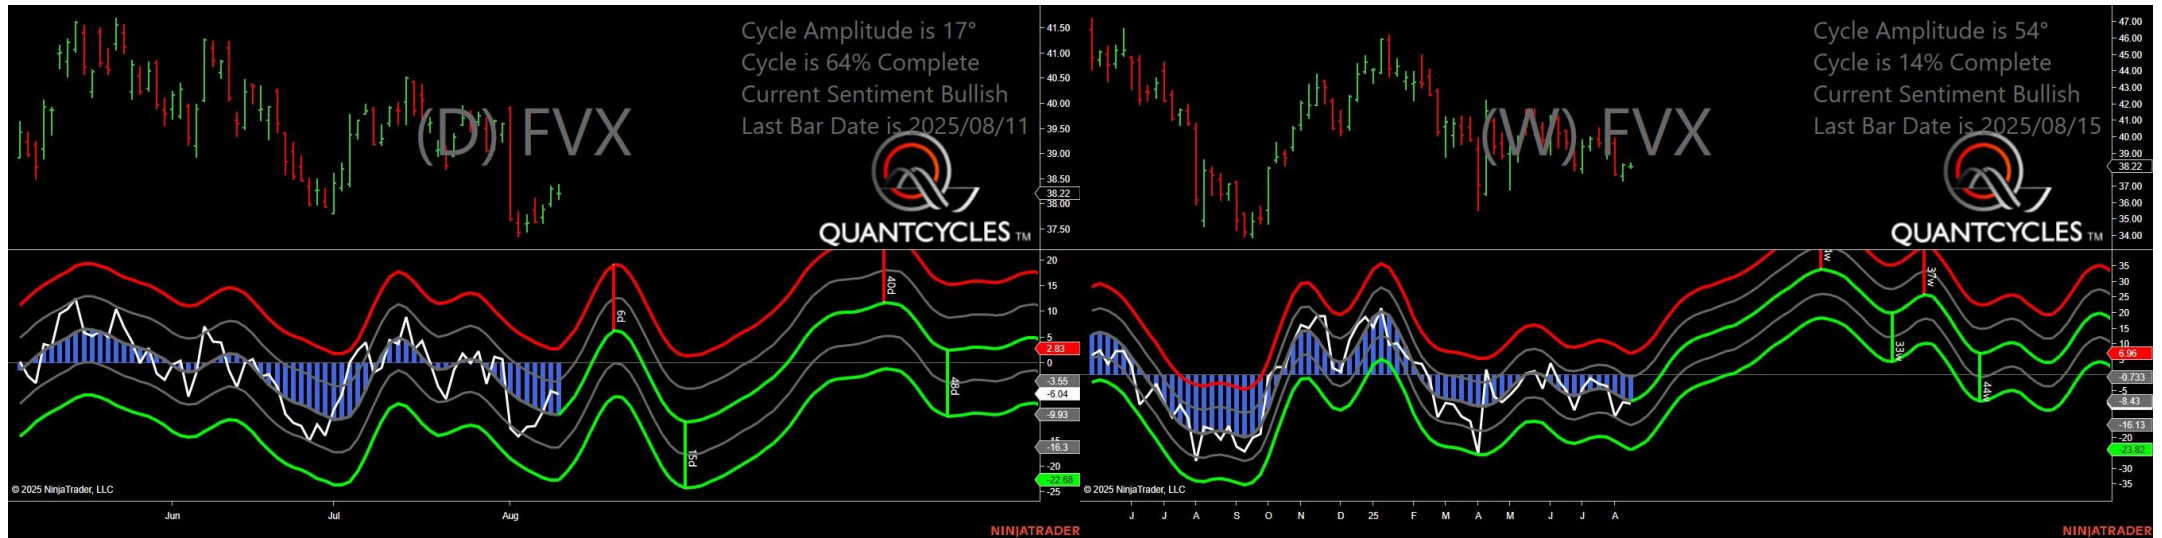 Cycle Amplitude is 17°
Cycle is 64% Complete
Current Sentiment Bullish
Last Bar Date is 2025/08/11
(D) FVX
QUANTCYCLES TM
41.50
41.00
40.50
40.00
39.50
39.00
38.50
38.22
38.00
37.50
20
15
10
5
2.83
0
-3.55
-6.04
-9.93
-15
-16.3
-20
-22.68
-25
6d
15d
40d
48d
© 2025 NinjaTrader, LLC
Jun
Jul
Aug
NINJATRADER
Cycle Amplitude is 54°
Cycle is 14% Complete
Current Sentiment Bullish
Last Bar Date is 2025/08/15
(W) FVX
QUANTCYCLES TM
47.00
46.00
45.00
44.00
43.00
42.00
41.00
40.00
39.00
38.22
37.00
36.00
35.00
34.00
35
30
25
20
15
10
6.96
-0.733
-5
-8.43
-16.13
-20
-23.82
-30
-35
33w
37w
44w
© 2025 NinjaTrader, LLC
J
J
A
S
O
N
D
25
F
M
A
M
J
J
A
NINJATRADER